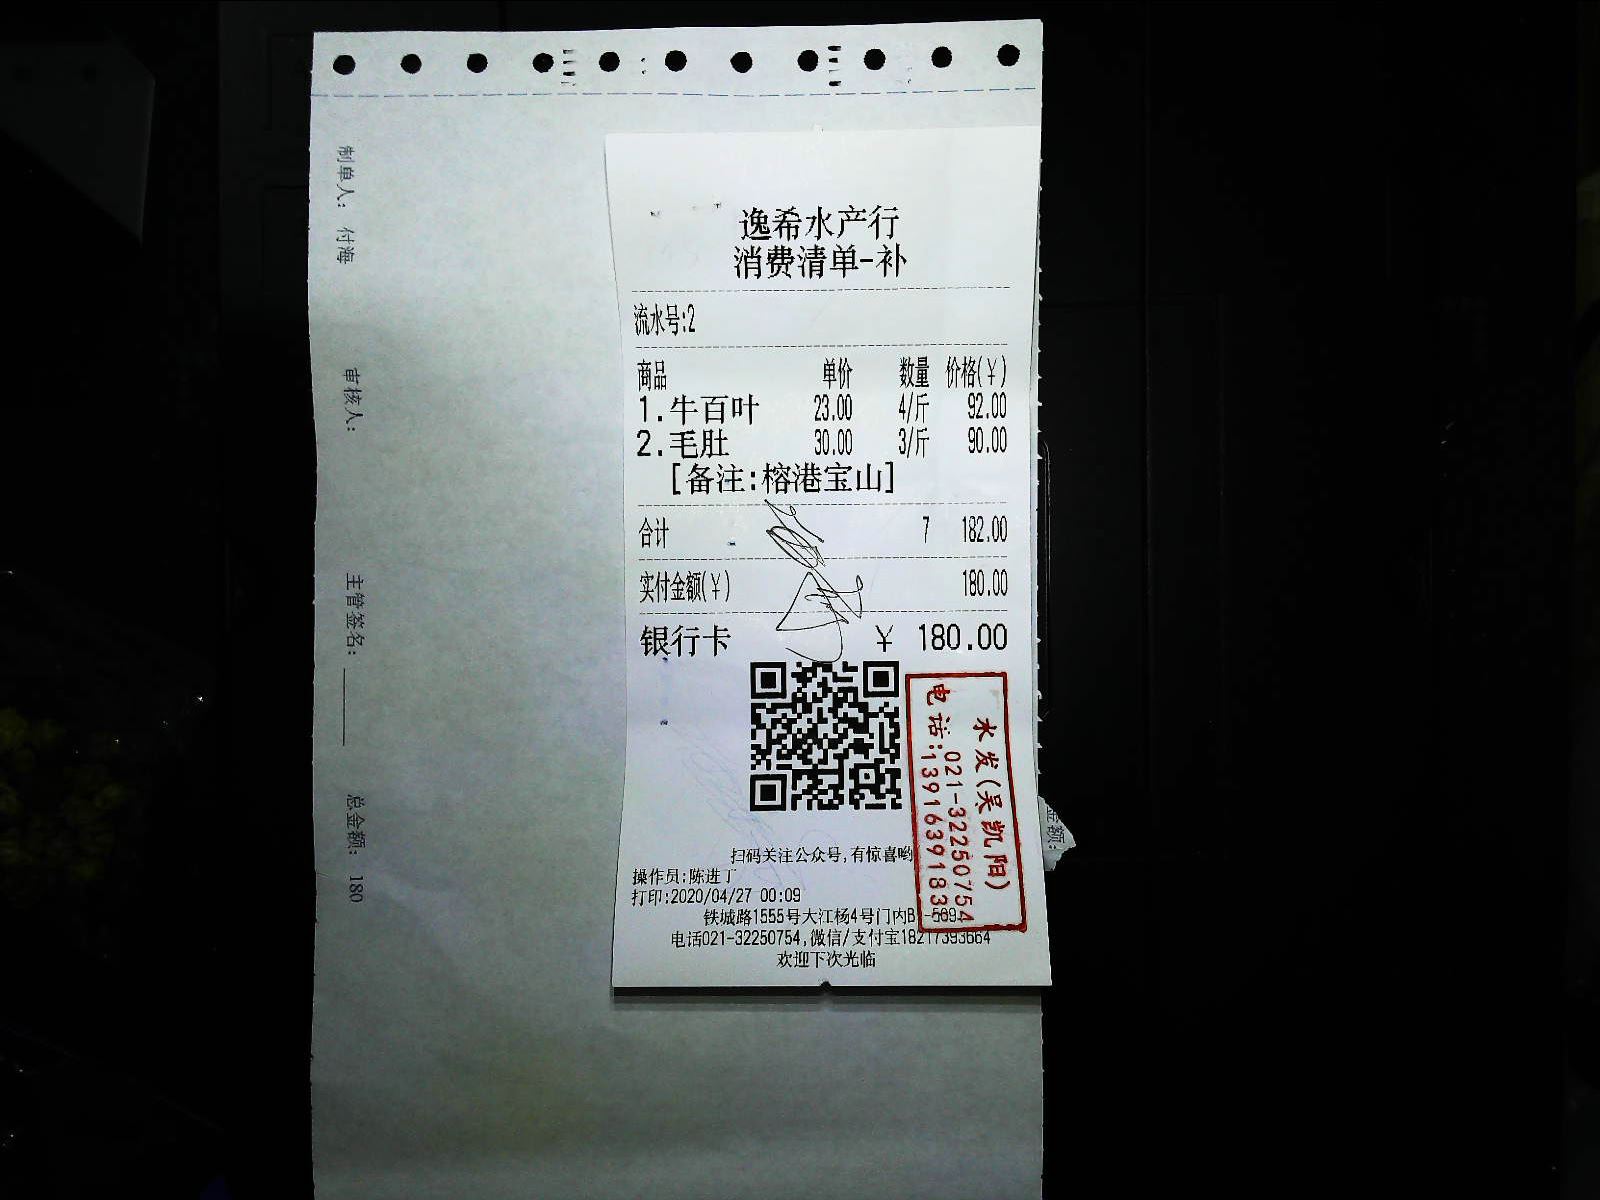 逸希水产行
消费清单-补
流水号:2
商品 单价 数量 价格(¥)
1.牛百叶 23.00 4/斤 92.00
2.毛肚 30.00 3/斤 90.00
[备注:榕港宝山]
合计 7 182.00
实付金额(¥) 180.00
银行卡 ¥ 180.00
扫码关注公众号,有惊喜哟
操作员:陈进丁
打印:2020/04/27 00:09
铁城路1555号大江杨4号门内B
电话021-32250754,微信/支付宝18217393664
欢迎下次光临
水发(吴凯阳)
电话:021-32250754
13916391833
制单人: 付海
审核人:
主管签名:
总金额: 180
金额: